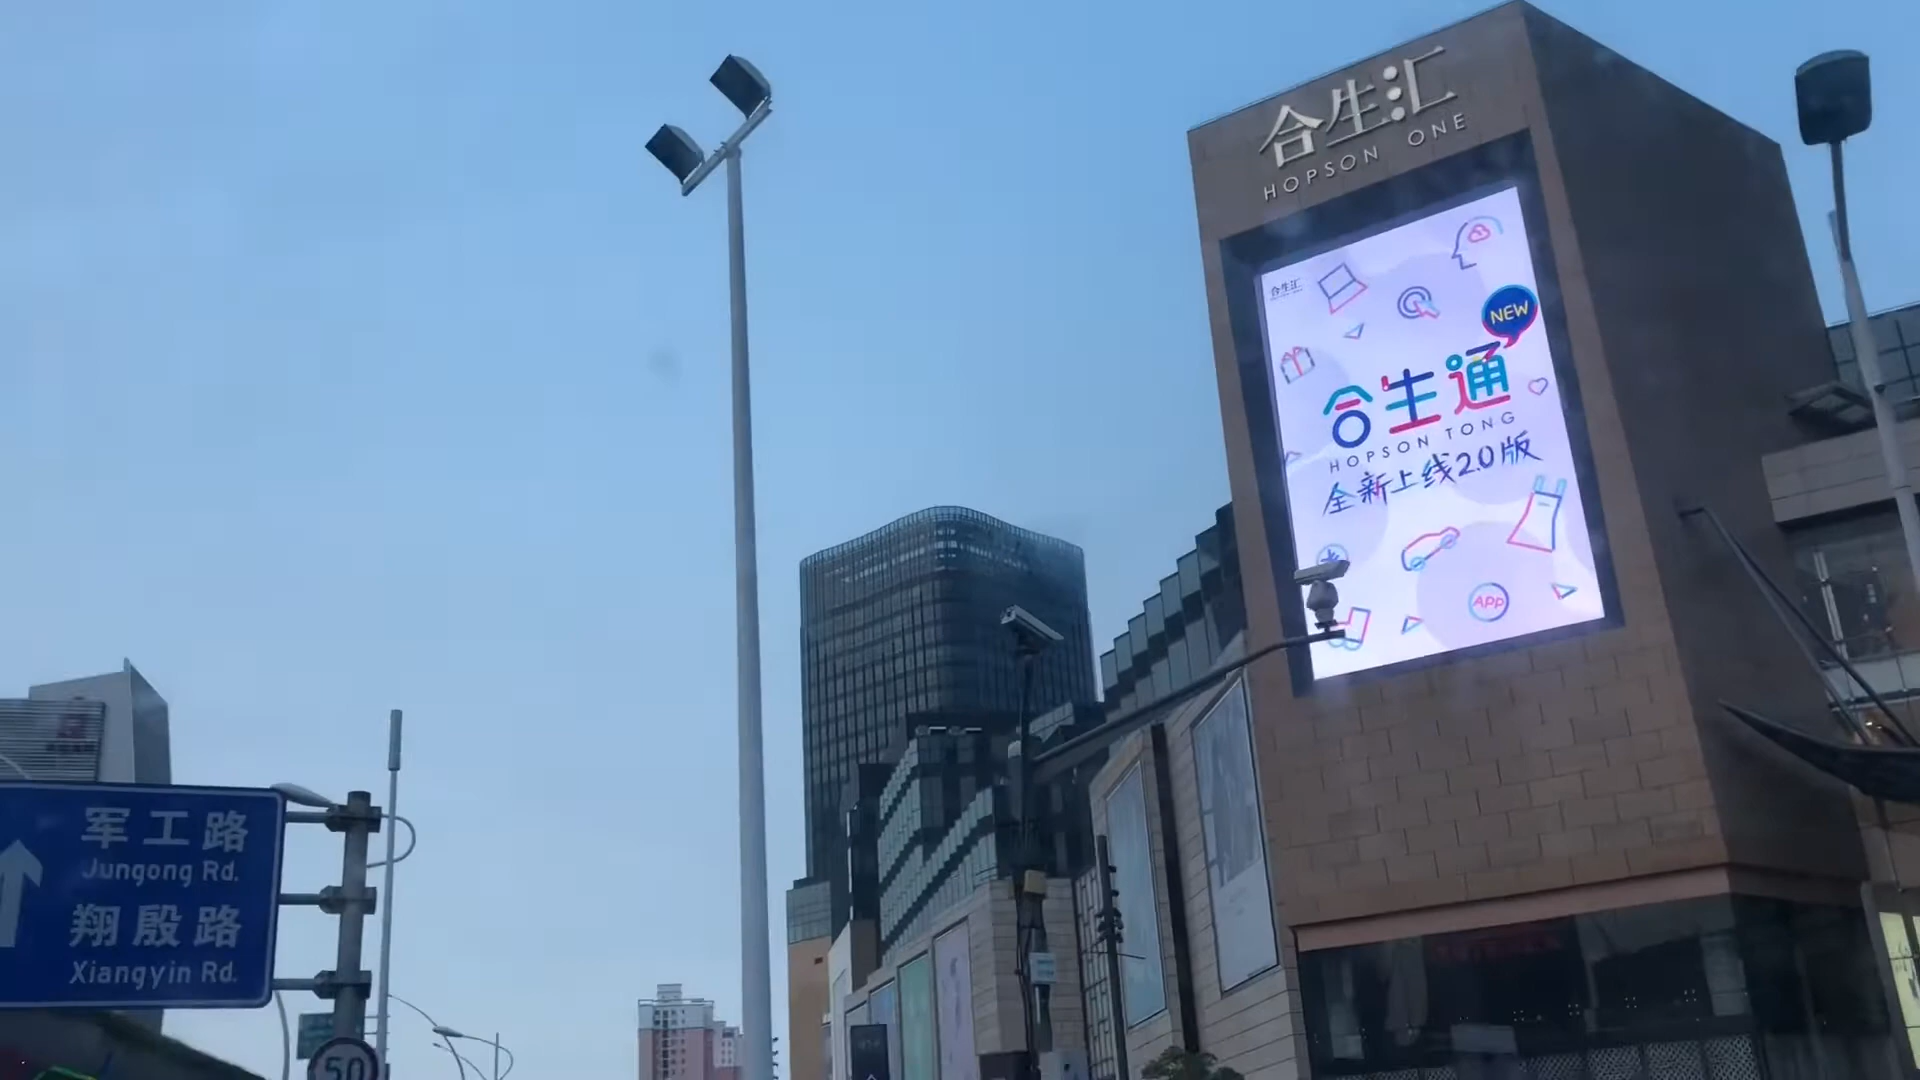 合生汇
HOPSON ONE
合生汇
NEW
合生通
HOPSON TONG
全新上线2.0版
App
军工路
Jungong Rd.
翔殷路
Xiangyin Rd.
50